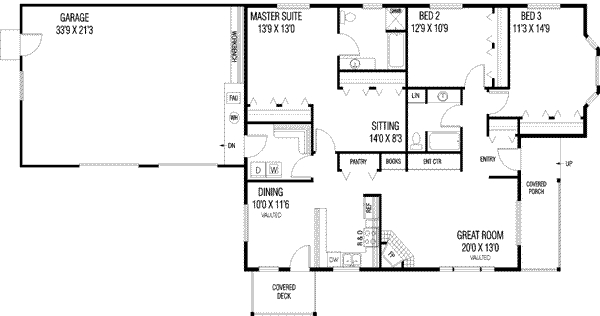 GARAGE
33'9 X 21'3
WORKBENCH
FAU
WH
DN
MASTER SUITE
13'9 X 13'0
SHWR
BED 2
12'9 X 10'9
BED 3
11'3 X 14'9
SITTING
14'0 X 8'3
LIN
D
W
PANTRY
BOOKS
ENT CTR
ENTRY
UP
COVERED
PORCH
DINING
10'0 X 11'6
VAULTED
REF
R & D
DW
FP
GREAT ROOM
20'0 X 13'0
VAULTED
COVERED
DECK